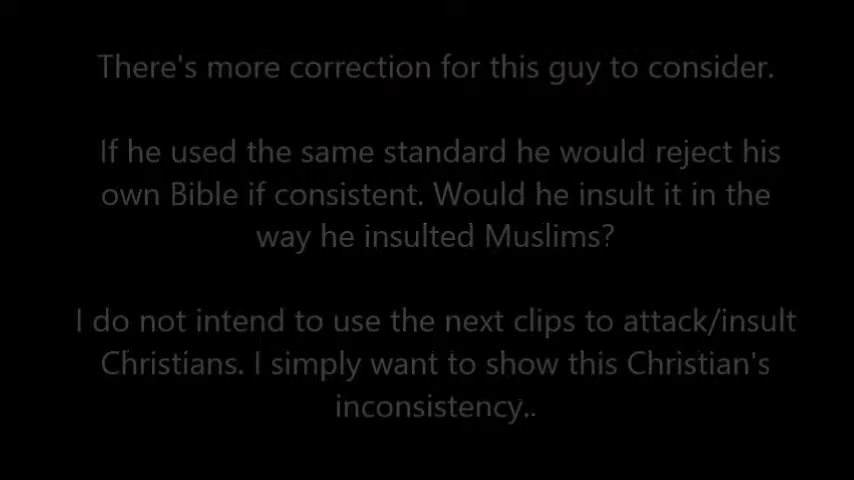 There's more correction for this guy to consider.
If he used the same standard he would reject his
own Bible if consistent. Would he insult it in the
way he insulted Muslims?
I do not intend to use the next clips to attack/insult
Christians. I simply want to show this Christian's
inconsistency..